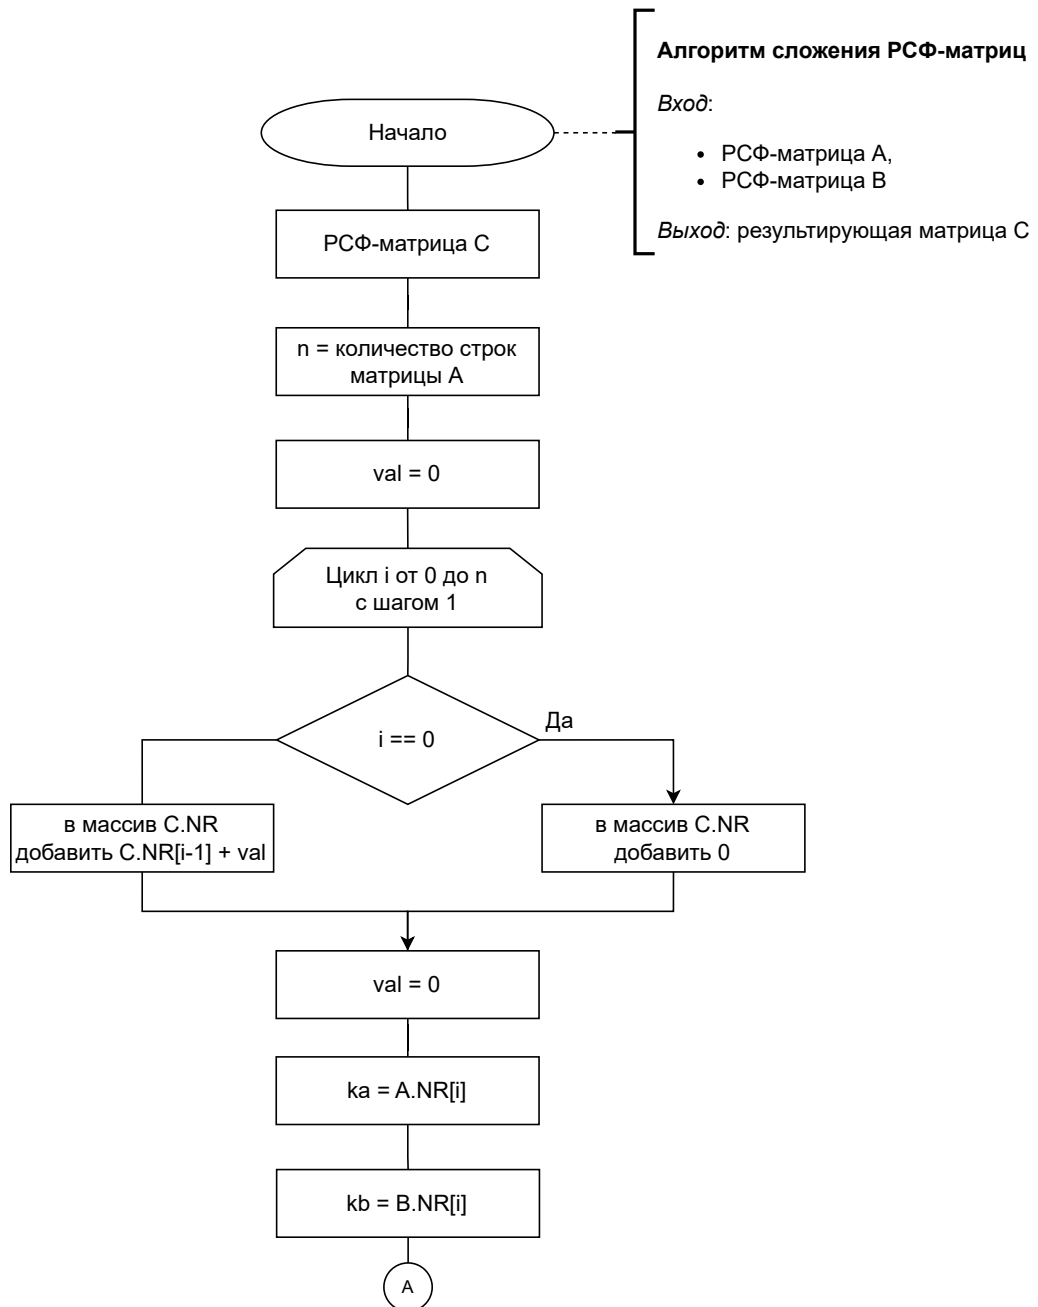 Алгоритм сложения РСФ-матриц
Вход:
• РСФ-матрица A,
• РСФ-матрица B
Выход: результирующая матрица C
Начало
РСФ-матрица C
n = количество строк
матрицы A
val = 0
Цикл i от 0 до n
с шагом 1
i == 0
Да
в массив C.NR
добавить C.NR[i-1] + val
в массив C.NR
добавить 0
val = 0
ka = A.NR[i]
kb = B.NR[i]
A